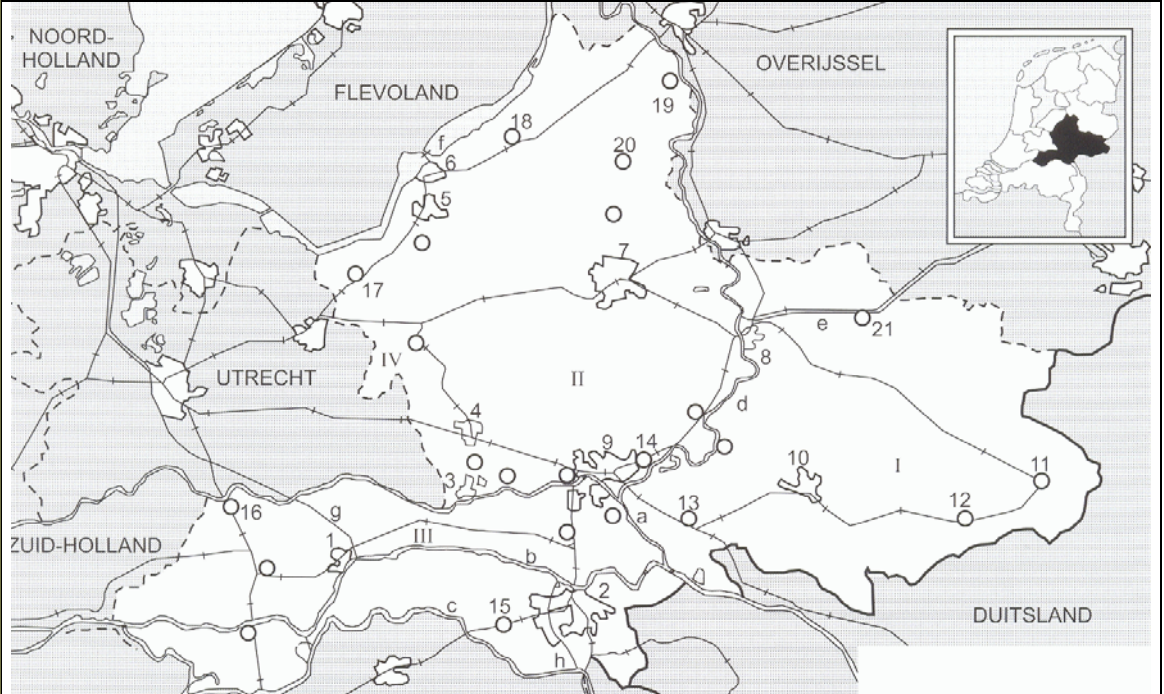 NOORD-
HOLLAND
FLEVOLAND
OVERIJSSEL
19
18
f
20
6
5
7
17
e
21
IV
8
UTRECHT
II
d
4
9
14
10
I
11
3
12
16
13
g
a
ZUID-HOLLAND
1
III
b
2
c
15
DUITSLAND
h